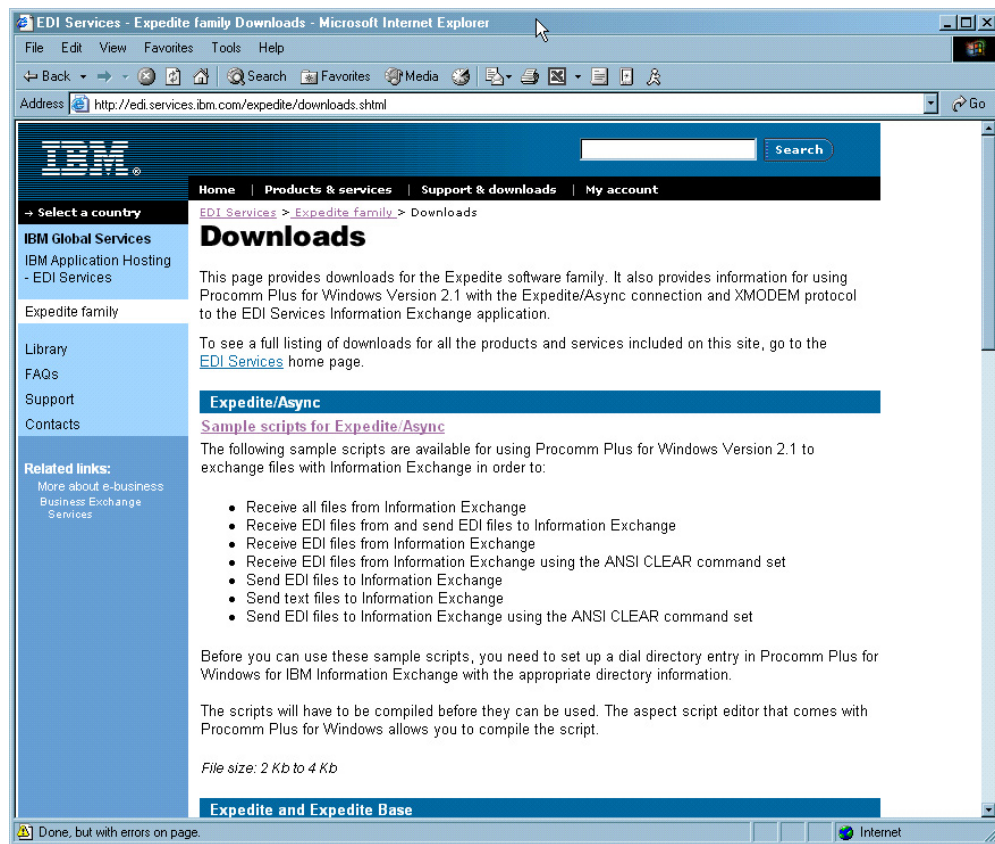 EDI Services - Expedite family Downloads - Microsoft Internet Explorer
File Edit View Favorites Tools Help
Back Search Favorites Media
Address http://edi.services.ibm.com/expedite/downloads.shtml Go
IBM®
Search
Home | Products & services | Support & downloads | My account
→ Select a country
IBM Global Services
IBM Application Hosting
- EDI Services
Expedite family
Library
FAQs
Support
Contacts
Related links:
More about e-business
Business Exchange
Services
EDI Services > Expedite family > Downloads
Downloads
This page provides downloads for the Expedite software family. It also provides information for using
Procomm Plus for Windows Version 2.1 with the Expedite/Async connection and XMODEM protocol
to the EDI Services Information Exchange application.
To see a full listing of downloads for all the products and services included on this site, go to the
EDI Services home page.
Expedite/Async
Sample scripts for Expedite/Async
The following sample scripts are available for using Procomm Plus for Windows Version 2.1 to
exchange files with Information Exchange in order to:
• Receive all files from Information Exchange
• Receive EDI files from and send EDI files to Information Exchange
• Receive EDI files from Information Exchange
• Receive EDI files from Information Exchange using the ANSI CLEAR command set
• Send EDI files to Information Exchange
• Send text files to Information Exchange
• Send EDI files to Information Exchange using the ANSI CLEAR command set
Before you can use these sample scripts, you need to set up a dial directory entry in Procomm Plus for
Windows for IBM Information Exchange with the appropriate directory information.
The scripts will have to be compiled before they can be used. The aspect script editor that comes with
Procomm Plus for Windows allows you to compile the script.
File size: 2 Kb to 4 Kb
Expedite and Expedite Base
Done, but with errors on page. Internet